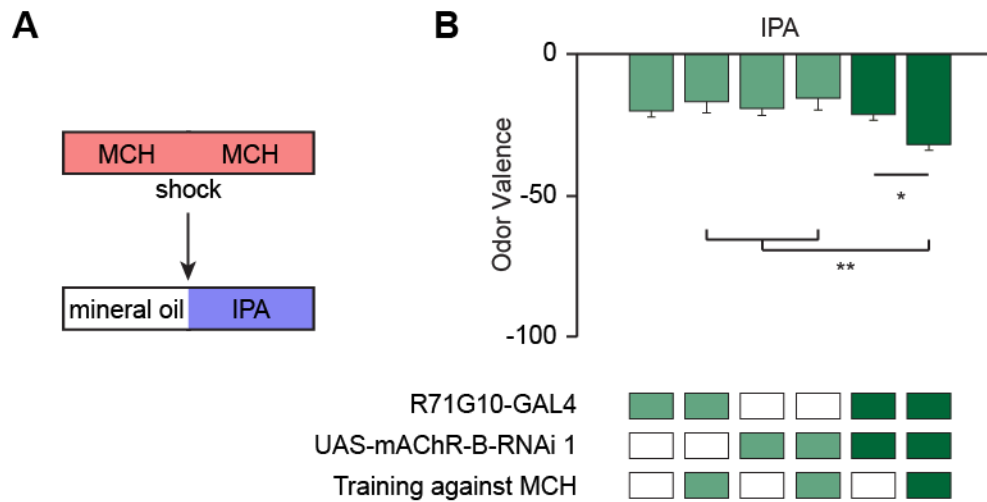 A
MCH MCH
shock
mineral oil IPA
B
IPA
Odor Valence
0
-50
-100
*
**
R71G10-GAL4
UAS-mAChR-B-RNAi 1
Training against MCH